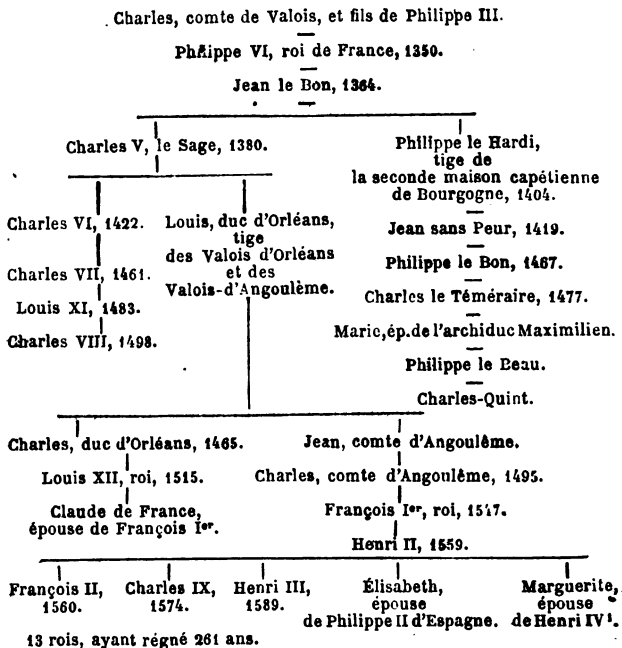 Charles, comte de Valois, et fils de Philippe III.
Philippe VI, roi de France, 1350.
Jean le Bon, 1364.
Charles V, le Sage, 1380.
Philippe le Hardi,
tige de
la seconde maison capétienne
de Bourgogne, 1404.
Charles VI, 1422.
Louis, duc d'Orléans,
tige
des Valois d'Orléans
et des
Valois-d'Angoulème.
Jean sans Peur, 1419.
Charles VII, 1461.
Philippe le Bon, 1467.
Louis XI, 1483.
Charles le Téméraire, 1477.
Charles VIII, 1498.
Marie, ép. de l'archiduc Maximilien.
Philippe le Beau.
Charles-Quint.
Charles, duc d'Orléans, 1465.
Jean, comte d'Angoulême.
Louis XII, roi, 1515.
Charles, comte d'Angoulême, 1495.
Claude de France,
épouse de François Ier.
François Ier, roi, 1547.
Henri II, 1559.
François II,
1560.
Charles IX,
1574.
Henri III,
1589.
Élisabeth,
épouse
de Philippe II d'Espagne.
Marguerite,
épouse
de Henri IV¹.
13 rois, ayant régné 261 ans.